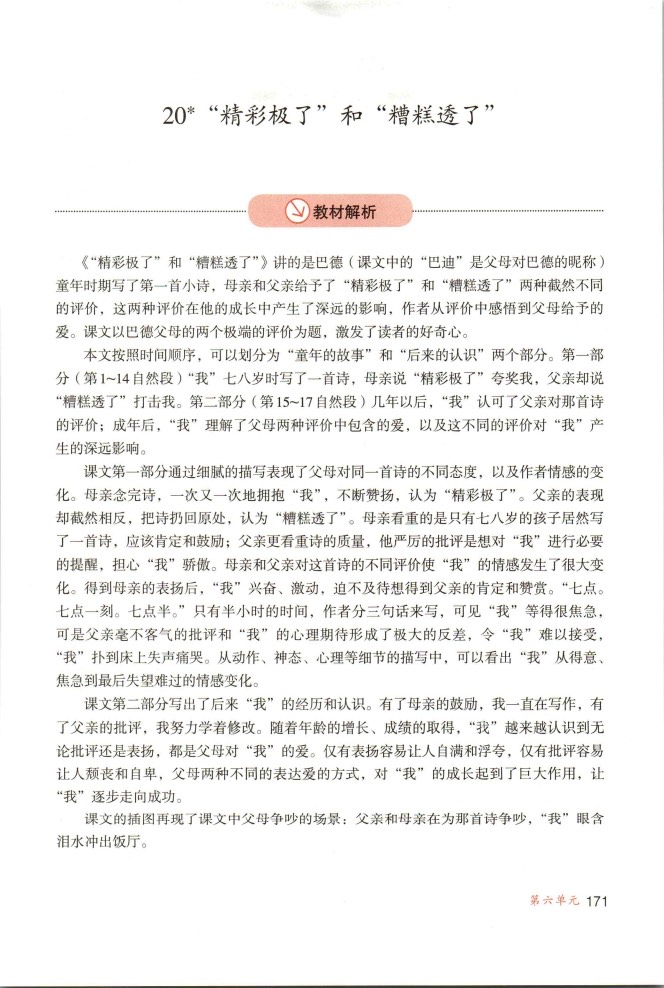 20* “精彩极了”和“糟糕透了”
教材解析
《“精彩极了”和“糟糕透了”》讲的是巴德（课文中的“巴迪”是父母对巴德的昵称）
童年时期写了第一首小诗，母亲和父亲给予了“精彩极了”和“糟糕透了”两种截然不同
的评价，这两种评价在他的成长中产生了深远的影响，作者从评价中感悟到父母给予的
爱。课文以巴德父母的两个极端的评价为题，激发了读者的好奇心。
本文按照时间顺序，可以划分为“童年的故事”和“后来的认识”两个部分。第一部
分（第1~14自然段）“我”七八岁时写了一首诗，母亲说“精彩极了”夸奖我，父亲却说
“糟糕透了”打击我。第二部分（第15~17自然段）几年以后，“我”认可了父亲对那首诗
的评价；成年后，“我”理解了父母两种评价中包含的爱，以及这不同的评价对“我”产
生的深远影响。
课文第一部分通过细腻的描写表现了父母对同一首诗的不同态度，以及作者情感的变
化。母亲念完诗，一次又一次地拥抱“我”，不断赞扬，认为“精彩极了”。父亲的表现
却截然相反，把诗扔回原处，认为“糟糕透了”。母亲看重的是只有七八岁的孩子居然写
了一首诗，应该肯定和鼓励；父亲更看重诗的质量，他严厉的批评是想对“我”进行必要
的提醒，担心“我”骄傲。母亲和父亲对这首诗的不同评价使“我”的情感发生了很大变
化。得到母亲的表扬后，“我”兴奋、激动，迫不及待想得到父亲的肯定和赞赏。“七点。
七点一刻。七点半。”只有半小时的时间，作者分三句话来写，可见“我”等得很焦急，
可是父亲毫不客气的批评和“我”的心理期待形成了极大的反差，令“我”难以接受，
“我”扑到床上失声痛哭。从动作、神态、心理等细节的描写中，可以看出“我”从得意、
焦急到最后失望难过的情感变化。
课文第二部分写出了后来“我”的经历和认识。有了母亲的鼓励，我一直在写作，有
了父亲的批评，我努力学着修改。随着年龄的增长、成绩的取得，“我”越来越认识到无
论批评还是表扬，都是父母对“我”的爱。仅有表扬容易让人自满和浮夸，仅有批评容易
让人颓丧和自卑，父母两种不同的表达爱的方式，对“我”的成长起到了巨大作用，让
“我”逐步走向成功。
课文的插图再现了课文中父母争吵的场景：父亲和母亲在为那首诗争吵，“我”眼含
泪水冲出饭厅。
第六单元 171